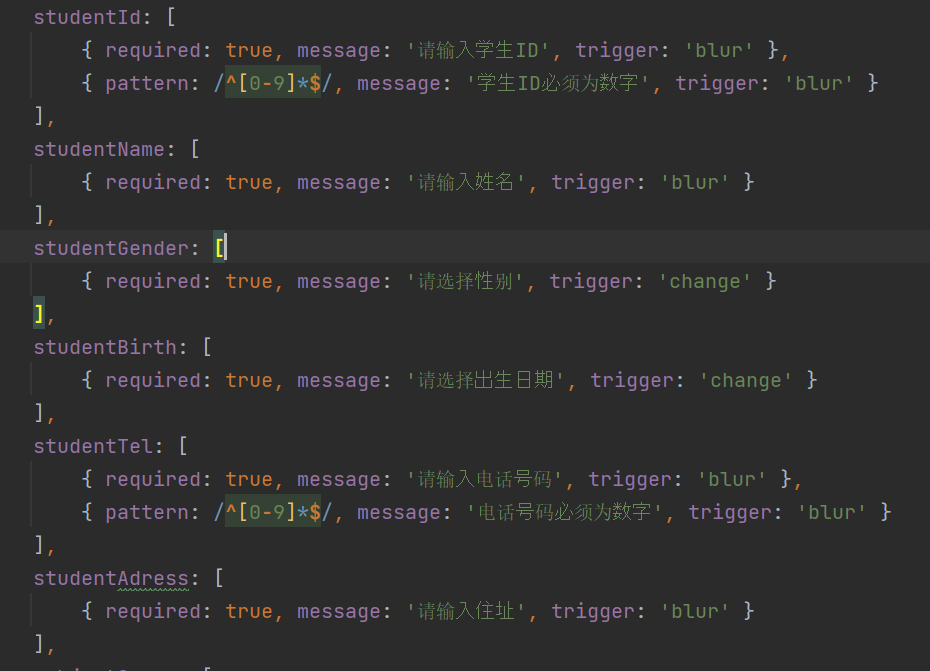 studentId: [
{ required: true, message: '请输入学生ID', trigger: 'blur' },
{ pattern: /^[0-9]*$/, message: '学生ID必须为数字', trigger: 'blur' }
],
studentName: [
{ required: true, message: '请输入姓名', trigger: 'blur' }
],
studentGender: [
{ required: true, message: '请选择性别', trigger: 'change' }
],
studentBirth: [
{ required: true, message: '请选择出生日期', trigger: 'change' }
],
studentTel: [
{ required: true, message: '请输入电话号码', trigger: 'blur' },
{ pattern: /^[0-9]*$/, message: '电话号码必须为数字', trigger: 'blur' }
],
studentAdress: [
{ required: true, message: '请输入住址', trigger: 'blur' }
],